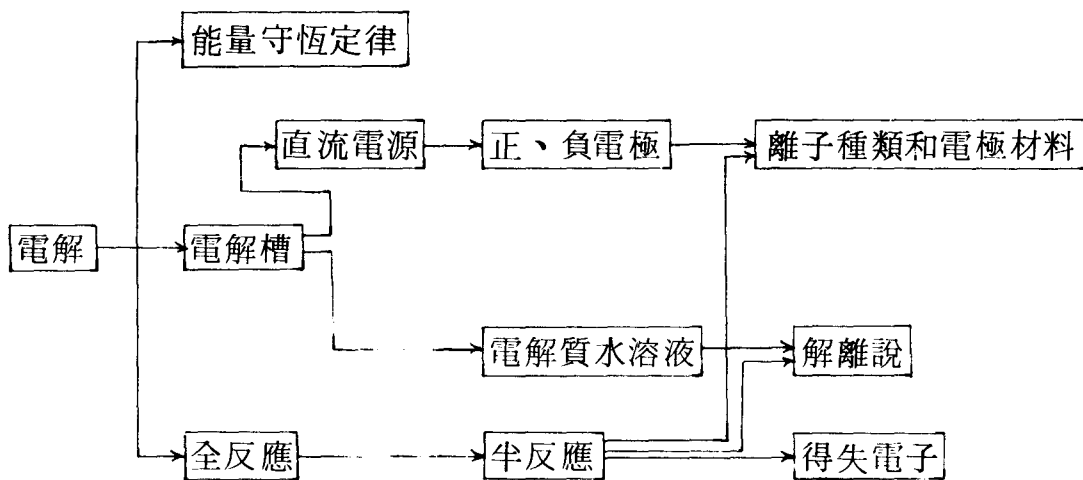 能量守恆定律
直流電源
正、負電極
離子種類和電極材料
電解
電解槽
電解質水溶液
解離說
全反應
半反應
得失電子